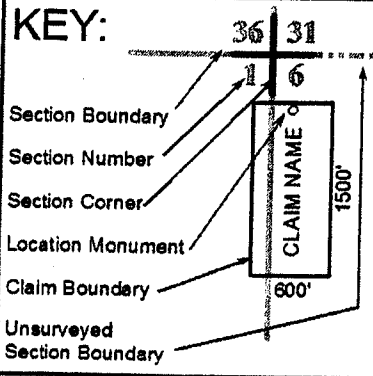 KEY:
36 31
1 6
Section Boundary
Section Number
Section Corner
Location Monument
Claim Boundary
Unsurveyed
Section Boundary
CLAIM NAME
1500'
600'